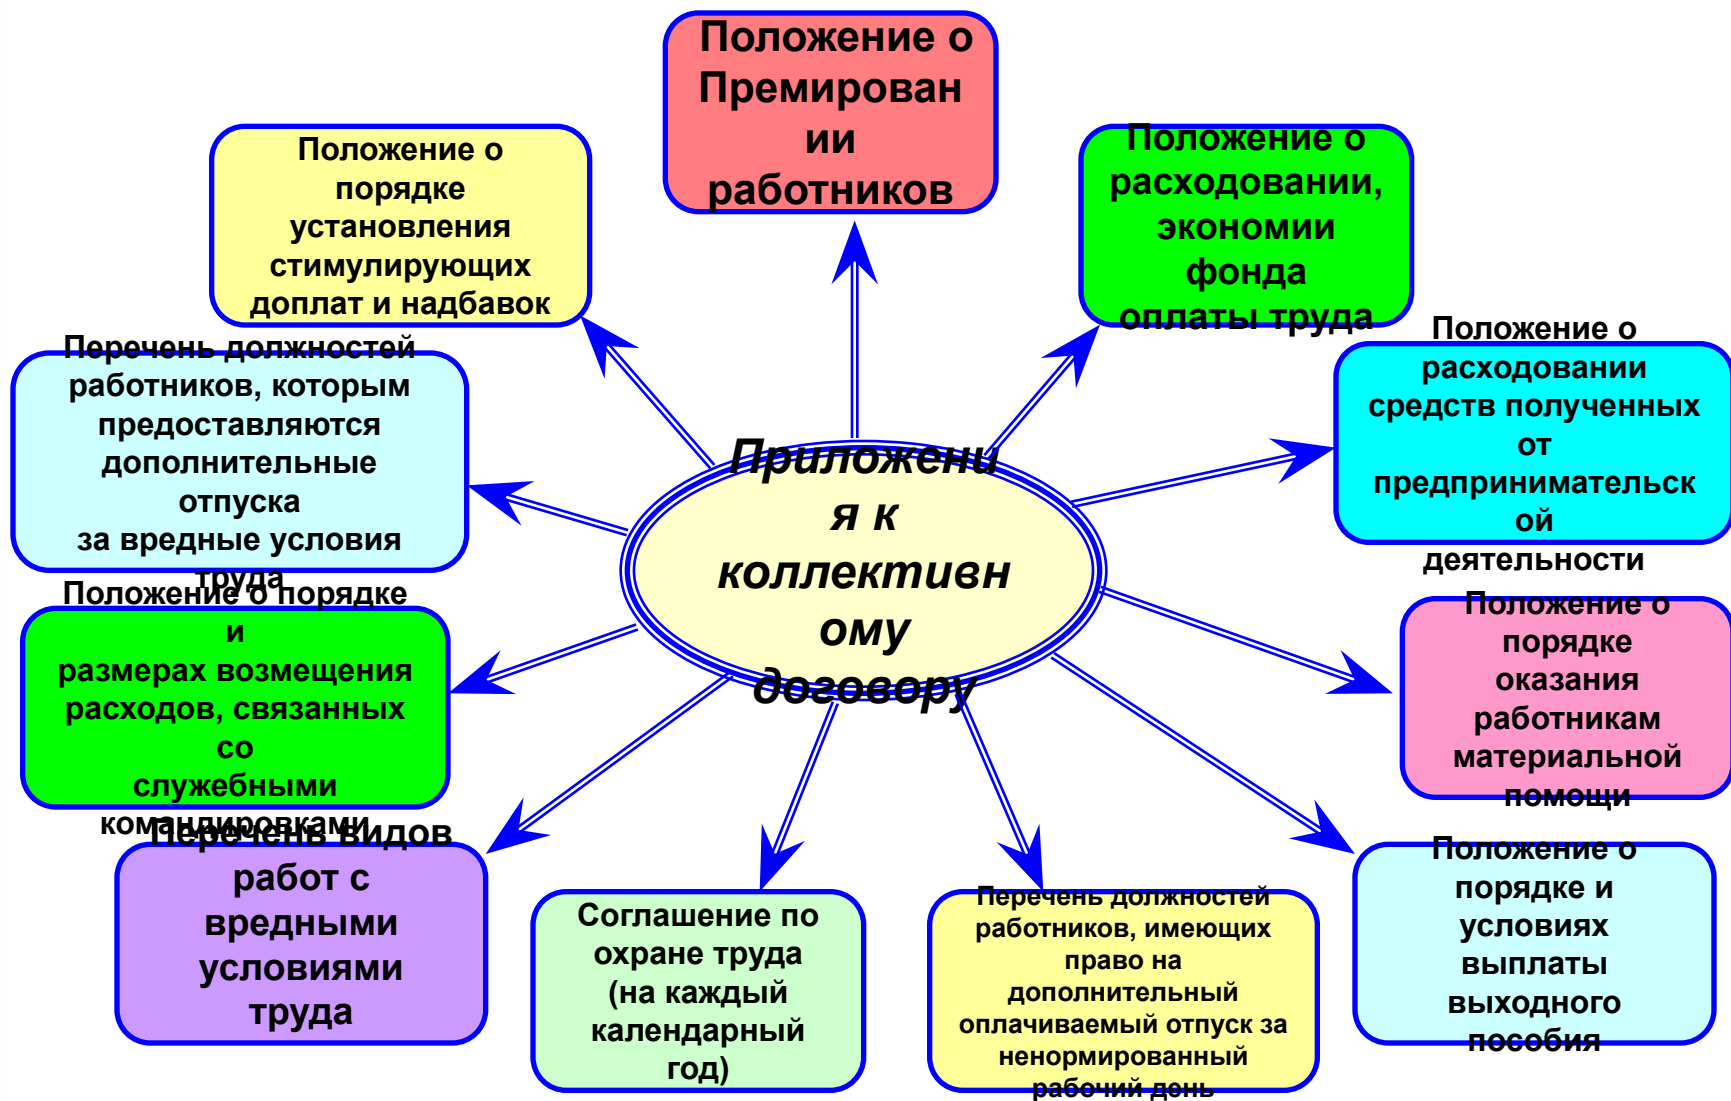 Положение о
Премирован
ии
работников
Положение о
порядке
установления
стимулирующих
доплат и надбавок
Положение о
расходовании,
экономии
фонда
оплаты труда
Перечень должностей
работников, которым
предоставляются
дополнительные
отпуска
за вредные условия
труда
Положение о
расходовании
средств полученных
от
предпринимательск
ой
деятельности
Приложени
я к
коллективн
ому
договору
Положение о порядке
и
размерах возмещения
расходов, связанных
со
служебными
командировками
Положение о
порядке
оказания
работникам
материальной
помощи
Перечень видов
работ с
вредными
условиями
труда
Соглашение по
охране труда
(на каждый
календарный
год)
Перечень должностей
работников, имеющих
право на
дополнительный
оплачиваемый отпуск за
ненормированный
рабочий день
Положение о
порядке и
условиях
выплаты
выходного
пособия